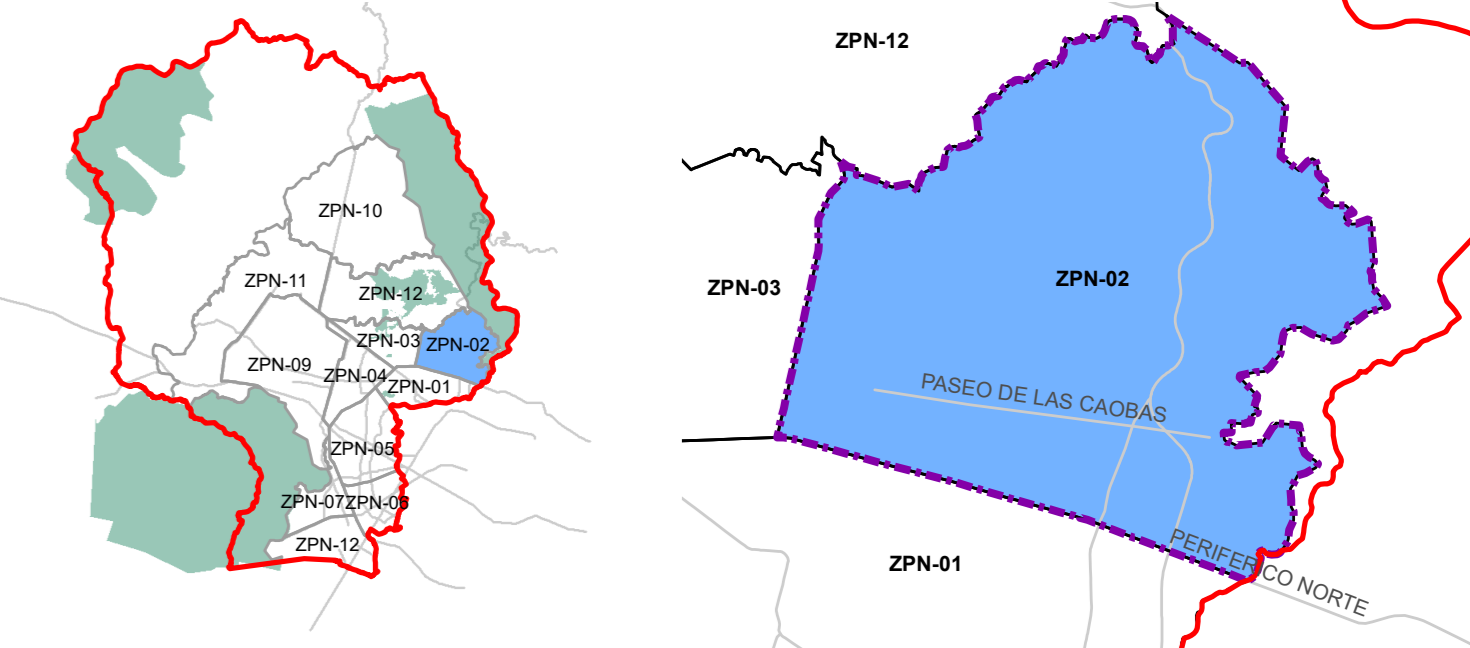 ZPN-10
ZPN-11
ZPN-12
ZPN-03
ZPN-02
ZPN-09
ZPN-04
ZPN-01
ZPN-05
ZPN-07
ZPN-06
ZPN-12
ZPN-12
ZPN-03
ZPN-02
PASEO DE LAS CAOBAS
ZPN-01
PERIFERICO NORTE